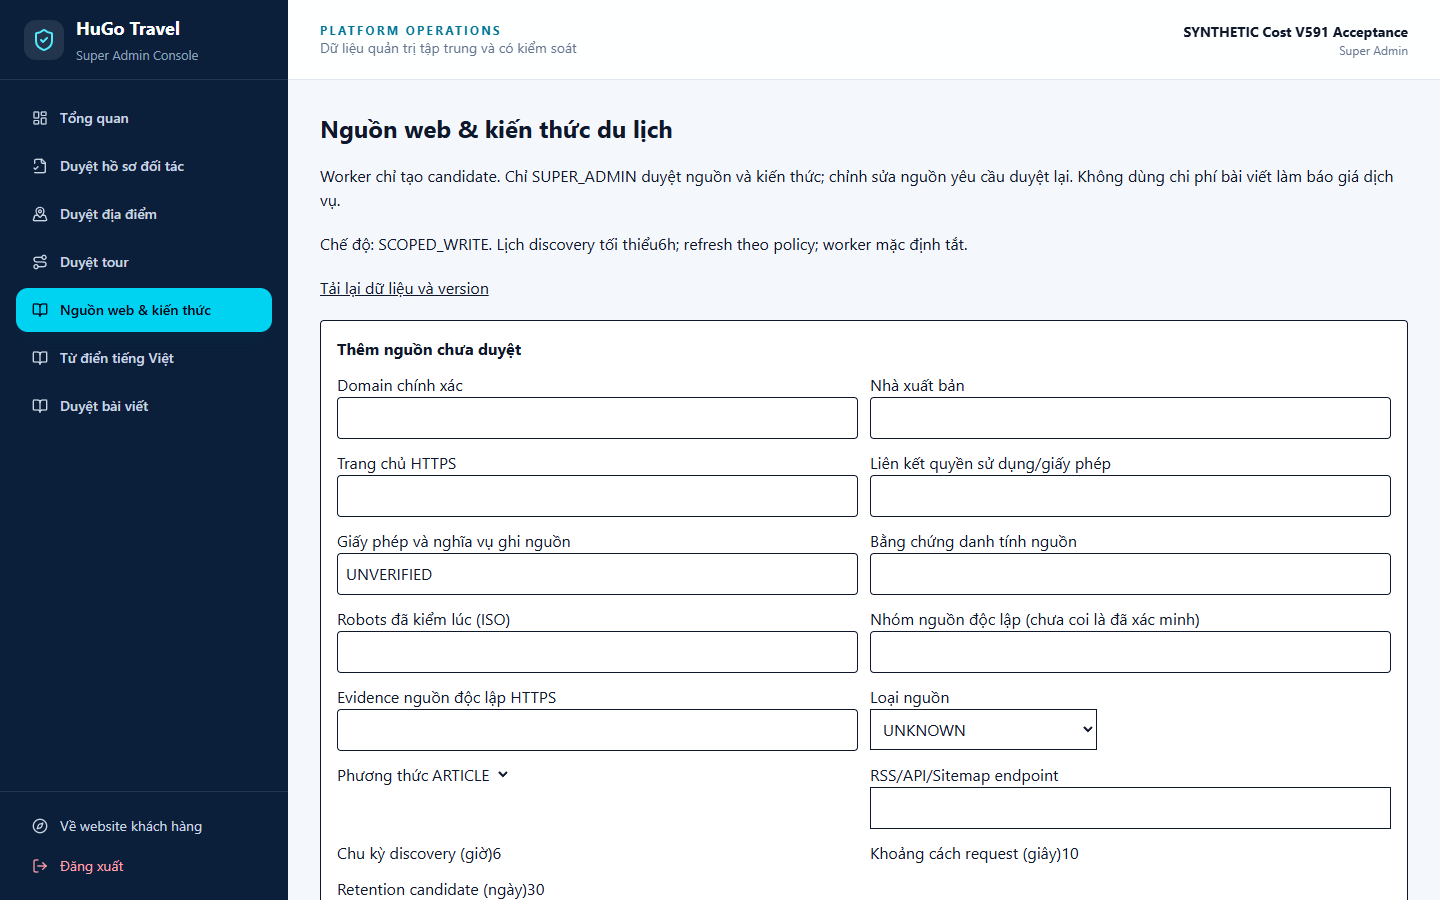 HuGo Travel
Super Admin Console
Tổng quan
Duyệt hồ sơ đối tác
Duyệt địa điểm
Duyệt tour
Nguồn web & kiến thức
Từ điển tiếng Việt
Duyệt bài viết
Về website khách hàng
Đăng xuất
PLATFORM OPERATIONS
Dữ liệu quản trị tập trung và có kiểm soát
SYNTHETIC Cost V591 Acceptance
Super Admin
Nguồn web & kiến thức du lịch
Worker chỉ tạo candidate. Chỉ SUPER_ADMIN duyệt nguồn và kiến thức; chỉnh sửa nguồn yêu cầu duyệt lại. Không dùng chi phí bài viết làm báo giá dịch
vụ.
Chế độ: SCOPED_WRITE. Lịch discovery tối thiểu6h; refresh theo policy; worker mặc định tắt.
Tải lại dữ liệu và version
Thêm nguồn chưa duyệt
Domain chính xác
Nhà xuất bản
Trang chủ HTTPS
Liên kết quyền sử dụng/giấy phép
Giấy phép và nghĩa vụ ghi nguồn
UNVERIFIED
Bằng chứng danh tính nguồn
Robots đã kiểm lúc (ISO)
Nhóm nguồn độc lập (chưa coi là đã xác minh)
Evidence nguồn độc lập HTTPS
Loại nguồn
UNKNOWN
Phương thức ARTICLE
RSS/API/Sitemap endpoint
Chu kỳ discovery (giờ)6
Khoảng cách request (giây)10
Retention candidate (ngày)30